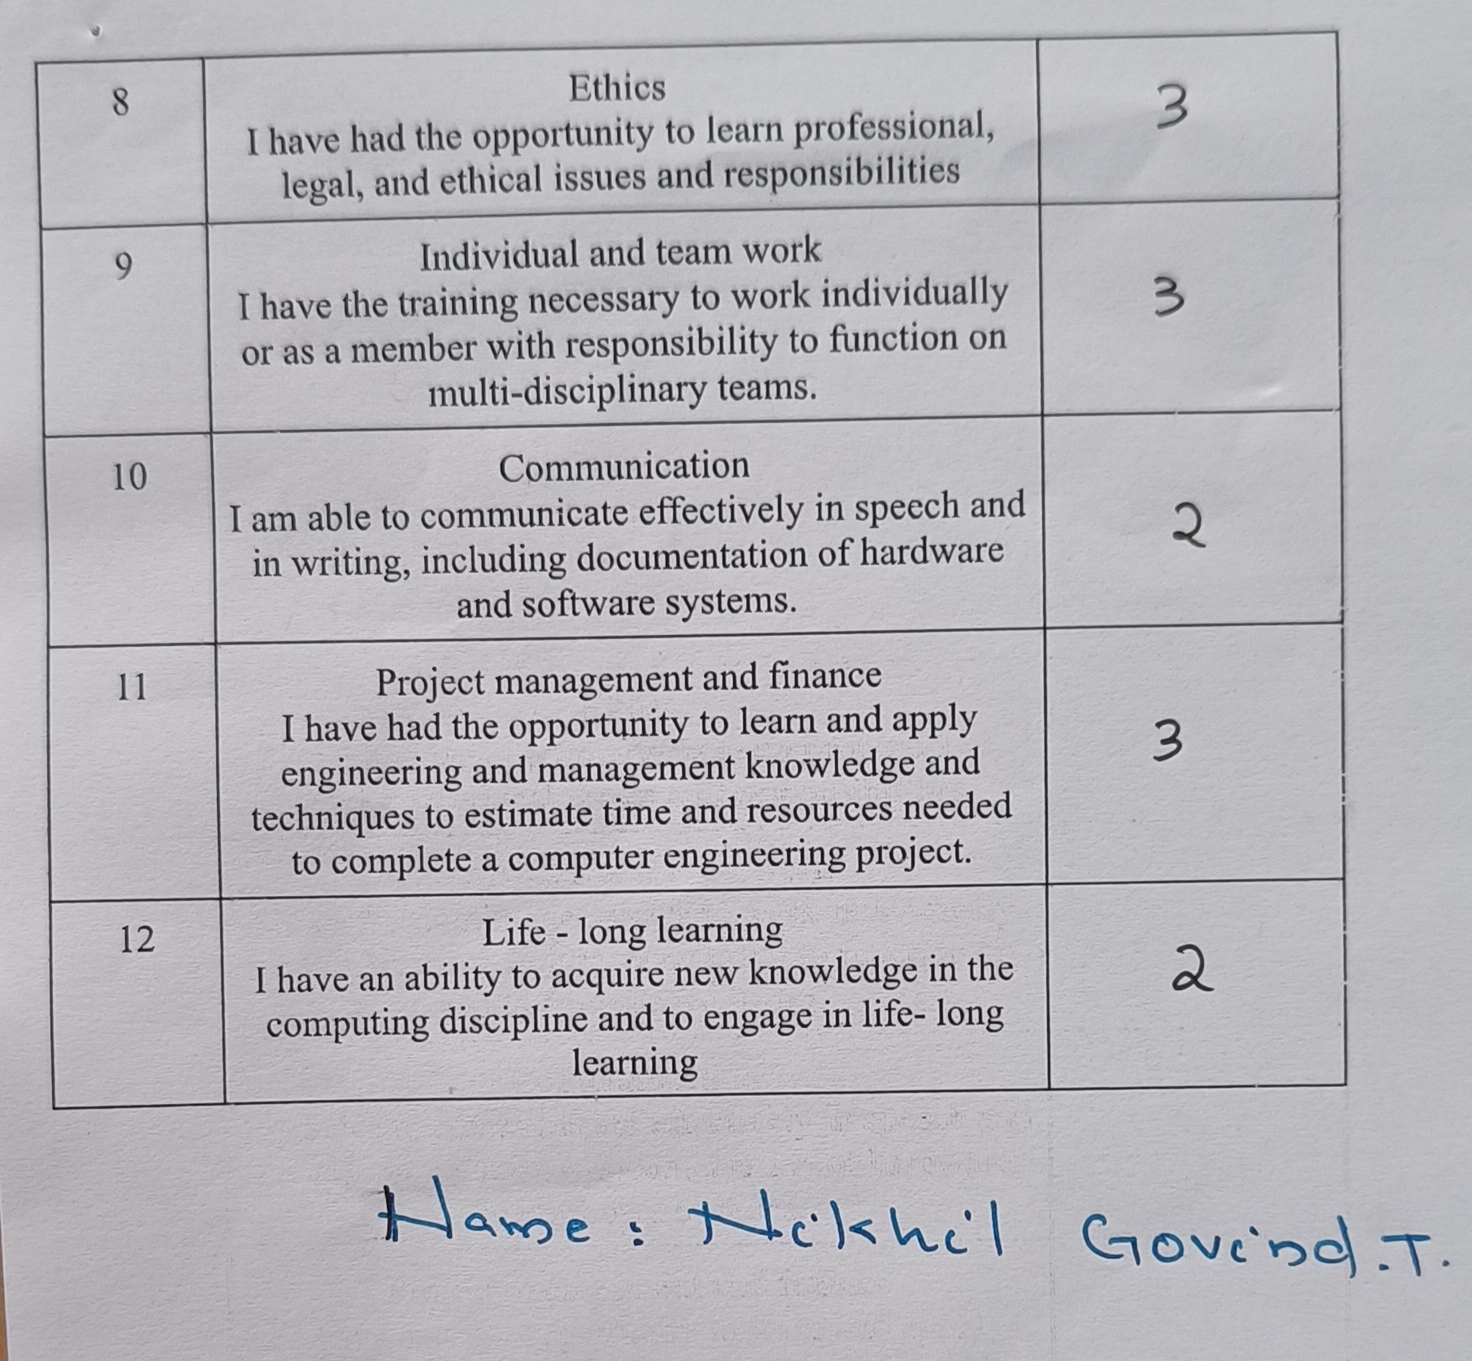 8
Ethics
I have had the opportunity to learn professional,
legal, and ethical issues and responsibilities
3
9
Individual and team work
I have the training necessary to work individually
or as a member with responsibility to function on
multi-disciplinary teams.
3
10
Communication
I am able to communicate effectively in speech and
in writing, including documentation of hardware
and software systems.
2
11
Project management and finance
I have had the opportunity to learn and apply
engineering and management knowledge and
techniques to estimate time and resources needed
to complete a computer engineering project.
3
12
Life - long learning
I have an ability to acquire new knowledge in the
computing discipline and to engage in life- long
learning
2
Name : Nikhil Govind .T.